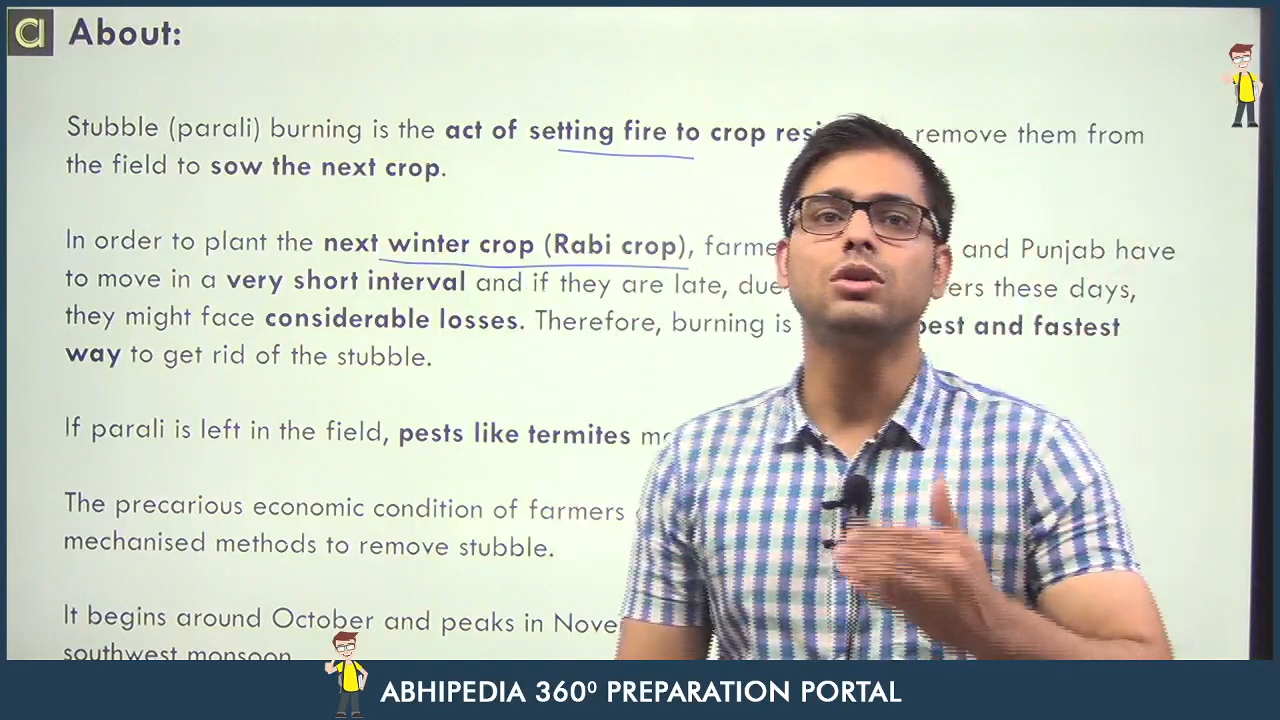 About:
Stubble (parali) burning is the act of setting fire to crop remove them from
the field to sow the next crop.
In order to plant the next winter crop (Rabi crop), and Punjab have
to move in a very short interval and if they are late, due these days,
they might face considerable losses. Therefore, burning is and fastest
way to get rid of the stubble.
If parali is left in the field, pests like termites
The precarious economic condition of farmers
mechanised methods to remove stubble.
It begins around October and peaks in
southwest monsoon
ABHIPEDIA 360⁰ PREPARATION PORTAL